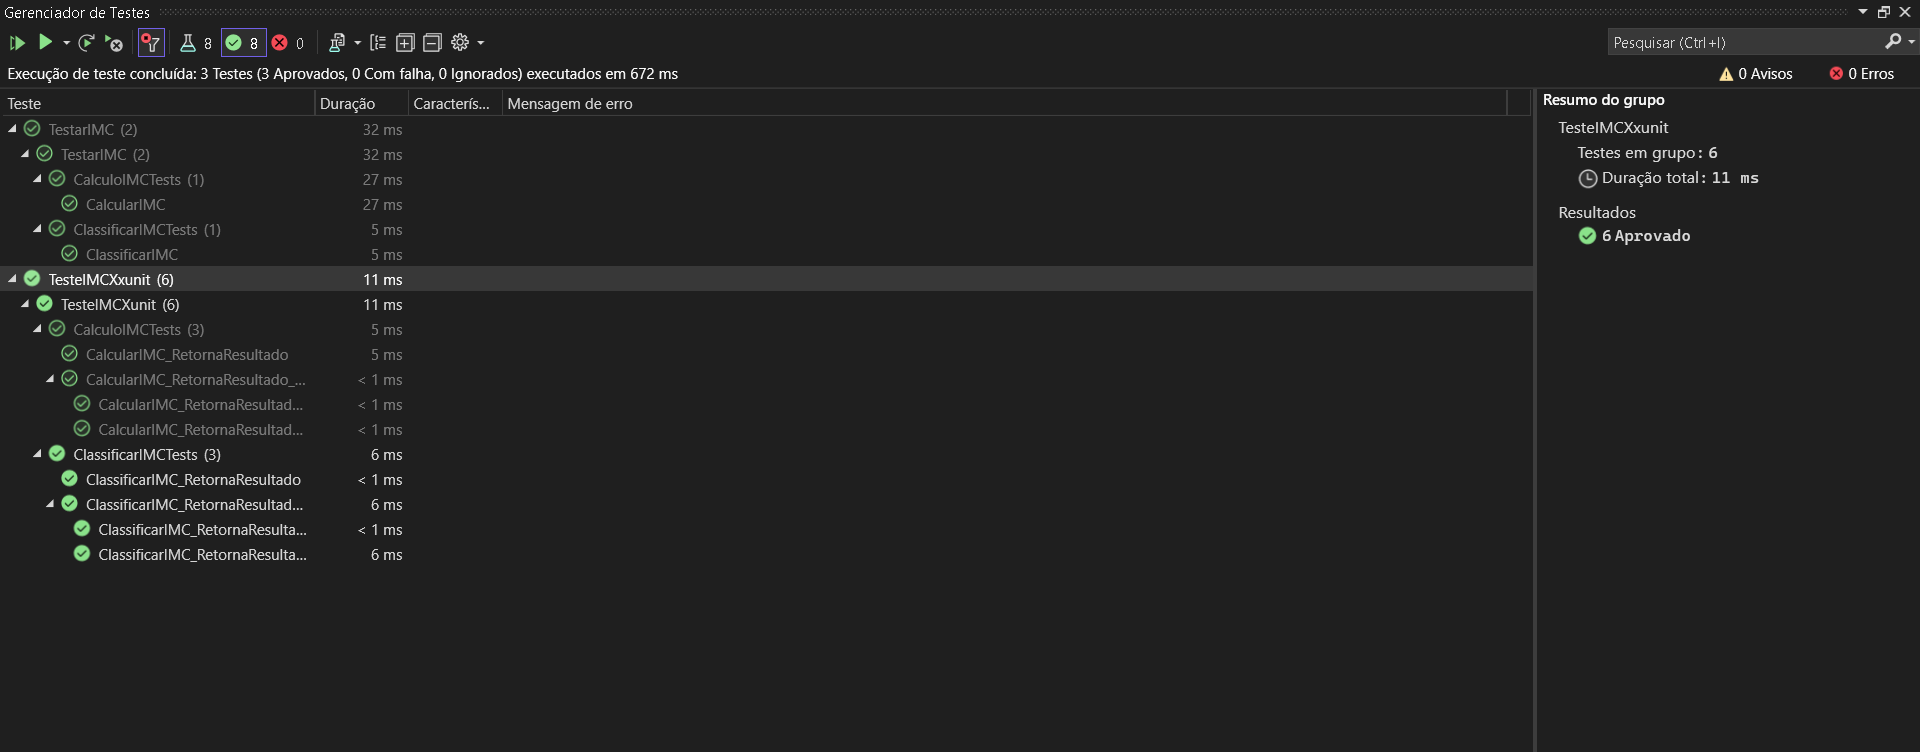 Gerenciador de Testes
8 8 0
Pesquisar (Ctrl+I)
Execução de teste concluída: 3 Testes (3 Aprovados, 0 Com falha, 0 Ignorados) executados em 672 ms
0 Avisos 0 Erros
Teste Duração Caracterís... Mensagem de erro
TestarIMC (2) 32 ms
TestarIMC (2) 32 ms
CalculoIMCTests (1) 27 ms
CalcularIMC 27 ms
ClassificarIMCTests (1) 5 ms
ClassificarIMC 5 ms
TesteIMCXxunit (6) 11 ms
TesteIMCXunit (6) 11 ms
CalculoIMCTests (3) 5 ms
CalcularIMC_RetornaResultado 5 ms
CalcularIMC_RetornaResultado_... < 1 ms
CalcularIMC_RetornaResultad... < 1 ms
CalcularIMC_RetornaResultad... < 1 ms
ClassificarIMCTests (3) 6 ms
ClassificarIMC_RetornaResultado < 1 ms
ClassificarIMC_RetornaResultad... 6 ms
ClassificarIMC_RetornaResulta... < 1 ms
ClassificarIMC_RetornaResulta... 6 ms
Resumo do grupo
TesteIMCXxunit
Testes em grupo: 6
Duração total: 11 ms
Resultados
6 Aprovado